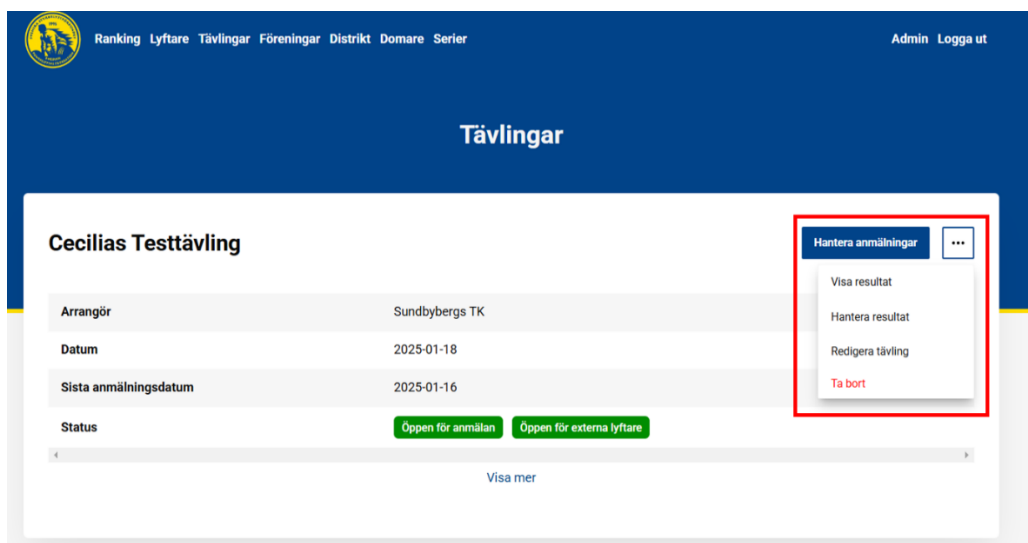 Ranking Lyftare Tävlingar Föreningar Distrikt Domare Serier Admin Logga ut
Tävlingar
Cecilias Testtävling
Hantera anmälningar ...
Visa resultat
Hantera resultat
Redigera tävling
Ta bort
Arrangör Sundbybergs TK
Datum 2025-01-18
Sista anmälningsdatum 2025-01-16
Status Öppen för anmälan Öppen för externa lyftare
Visa mer